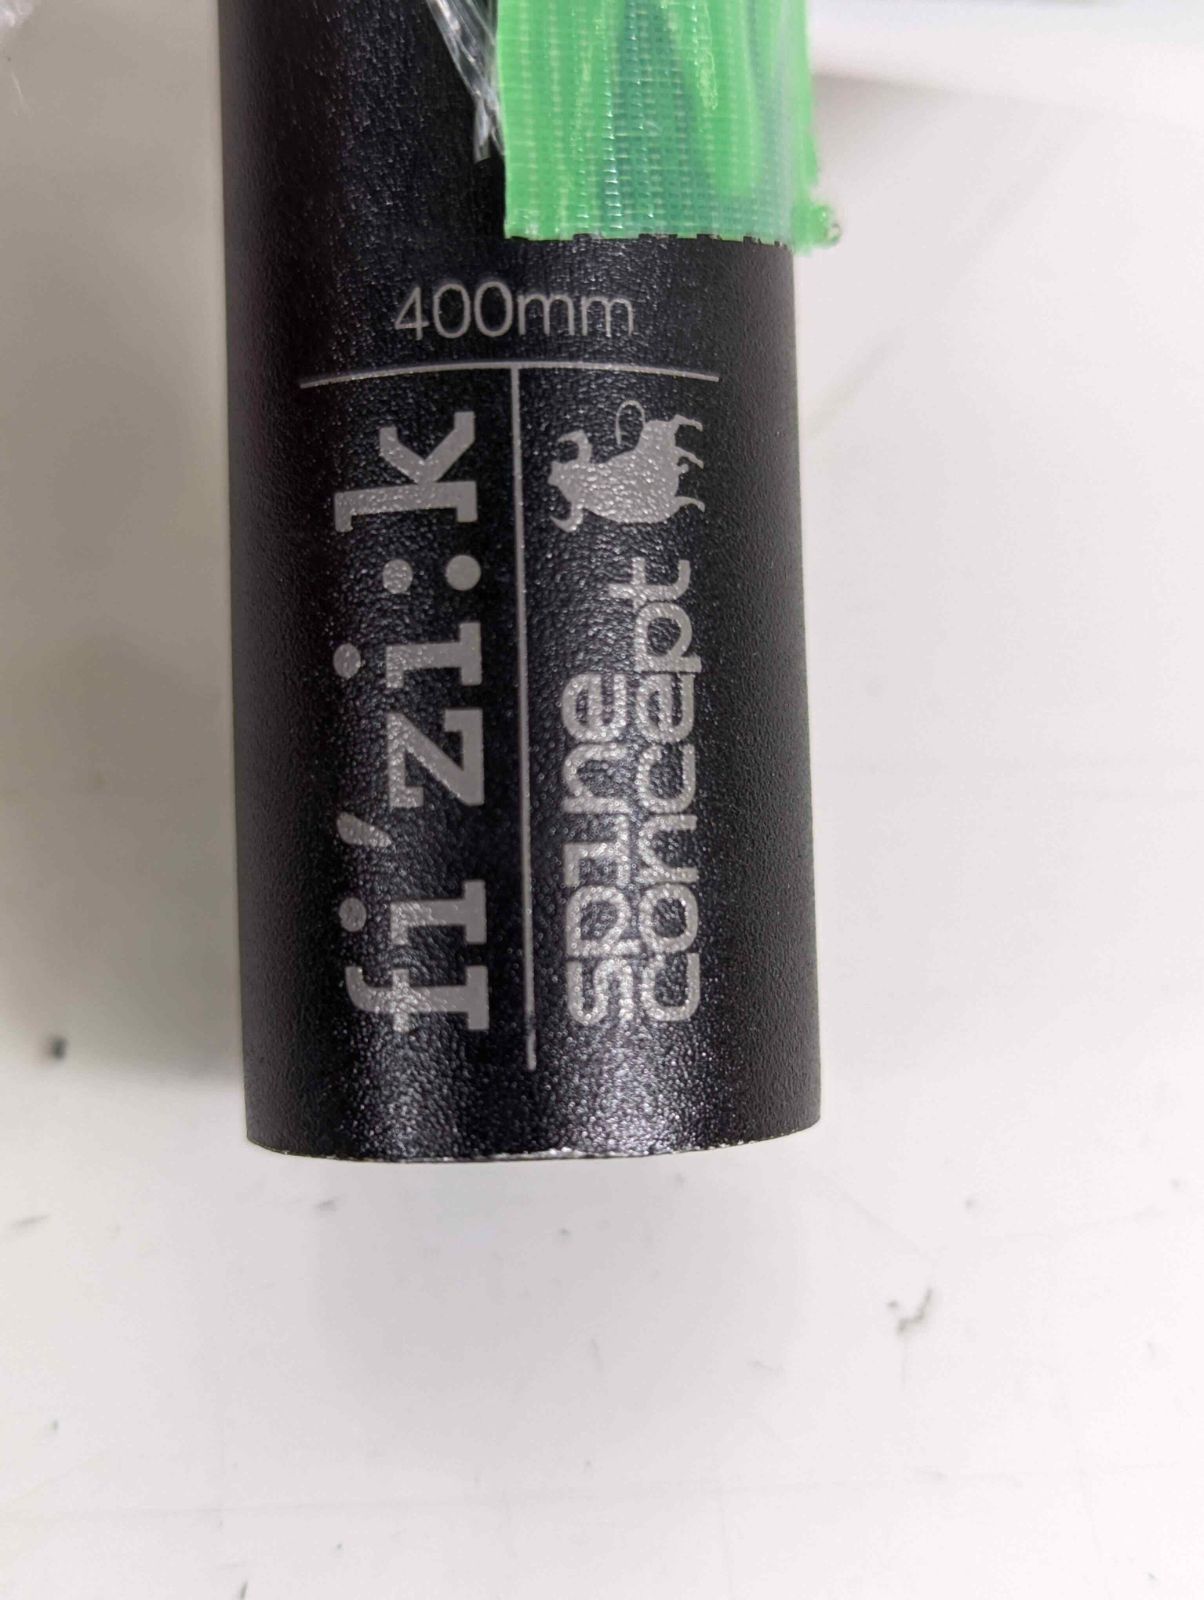 400mm
fi'zi:k
spine
concept